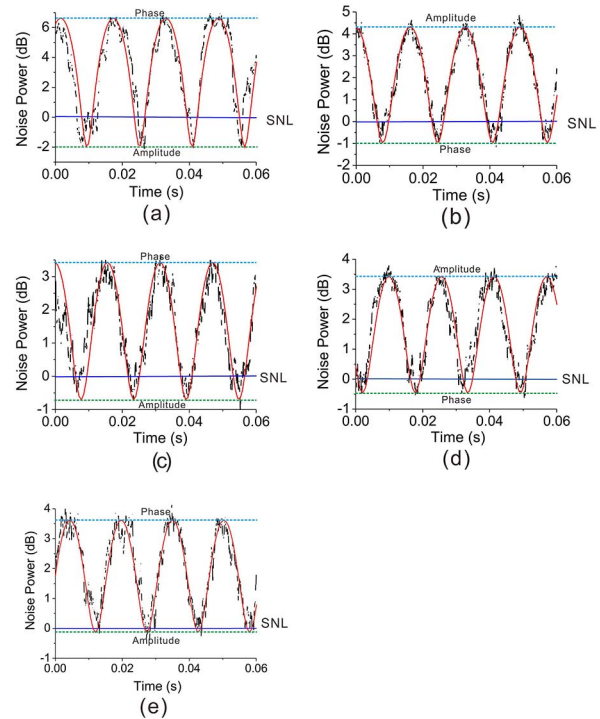 Phase
Noise Power (dB)
6
4
2
0
-2
SNL
Amplitude
0.00 0.02 0.04 0.06
Time (s)
(a)
Amplitude
Noise Power (dB)
5
4
3
2
1
0
-1
-2
SNL
Phase
0.00 0.02 0.04 0.06
Time (s)
(b)
Phase
Noise Power (dB)
3
2
1
0
-1
SNL
Amplitude
0.00 0.02 0.04 0.06
Time (s)
(c)
Amplitude
Noise Power (dB)
4
3
2
1
0
-1
SNL
Phase
0.00 0.02 0.04 0.06
Time (s)
(d)
Phase
Noise Power (dB)
4
3
2
1
0
-1
SNL
Amplitude
0.00 0.02 0.04 0.06
Time (s)
(e)